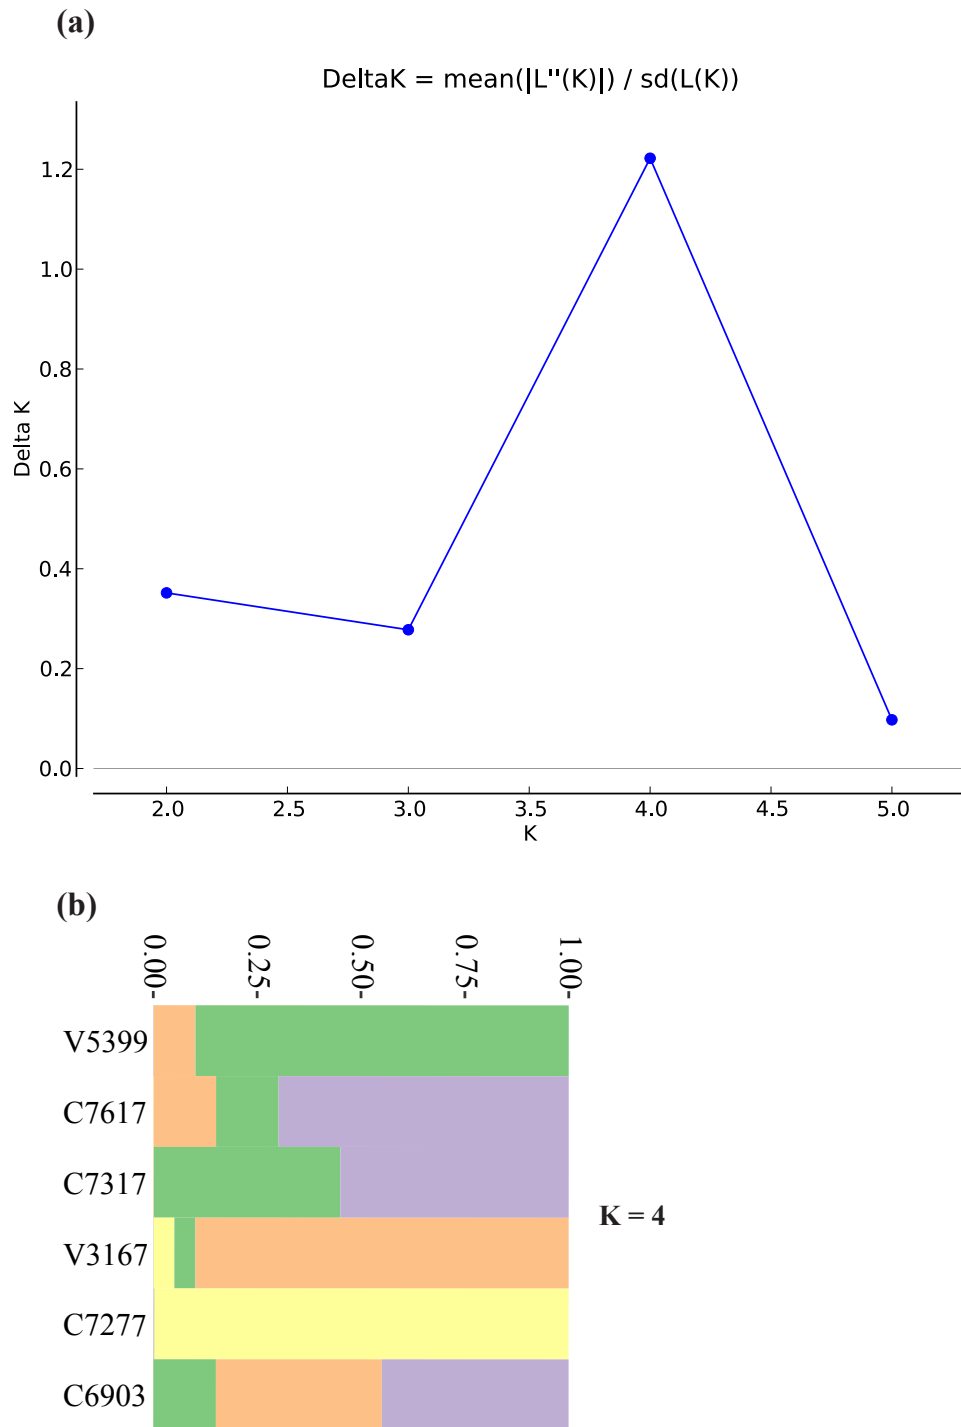 (a)
DeltaK = mean(|L''(K)|) / sd(L(K))
1.2
1.0
0.8
0.6
0.4
0.2
0.0
Delta K
2.0 2.5 3.0 3.5 4.0 4.5 5.0
K
(b)
0.00- 0.25- 0.50- 0.75- 1.00-
V5399
C7617
C7317
V3167
C7277
C6903
K = 4